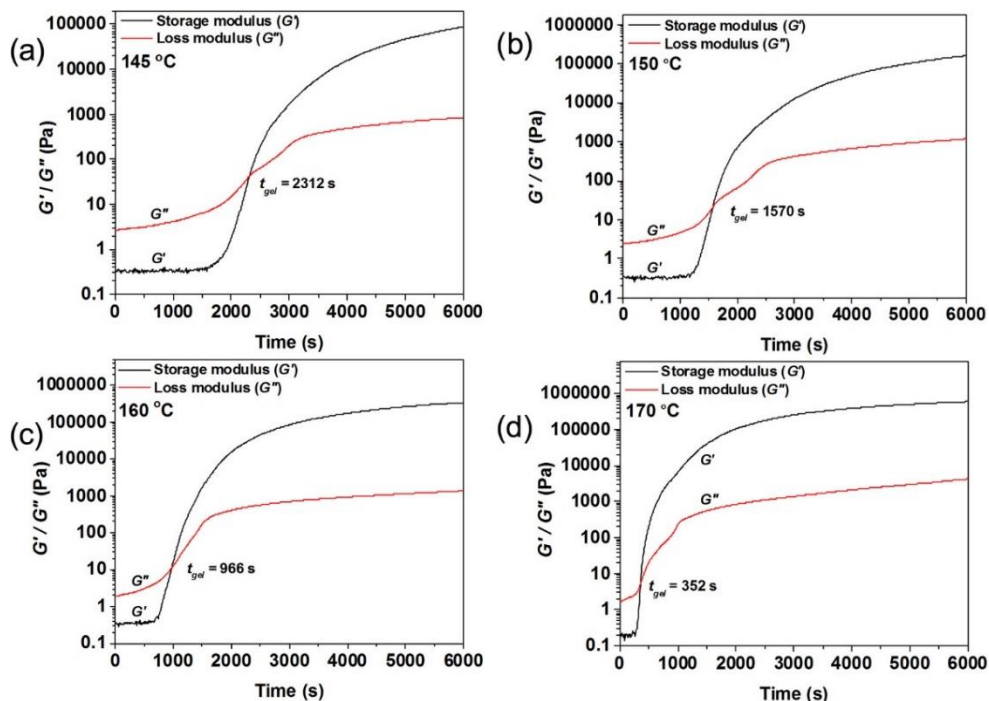 (a)
Storage modulus (G')
Loss modulus (G")
145 °C
100000
10000
1000
100
10
1
0.1
G'/ G" (Pa)
G"
G'
t_gel = 2312 s
0 1000 2000 3000 4000 5000 6000
Time (s)
(b)
Storage modulus (G')
Loss modulus (G")
150 °C
1000000
100000
10000
1000
100
10
1
0.1
G'/ G" (Pa)
G"
G'
t_gel = 1570 s
0 1000 2000 3000 4000 5000 6000
Time (s)
(c)
Storage modulus (G')
Loss modulus (G")
160 °C
1000000
100000
10000
1000
100
10
1
0.1
G'/ G" (Pa)
G"
G'
t_gel = 966 s
0 1000 2000 3000 4000 5000 6000
Time (s)
(d)
Storage modulus (G')
Loss modulus (G")
170 °C
1000000
100000
10000
1000
100
10
1
0.1
G'/ G" (Pa)
G'
G"
t_gel = 352 s
0 1000 2000 3000 4000 5000 6000
Time (s)